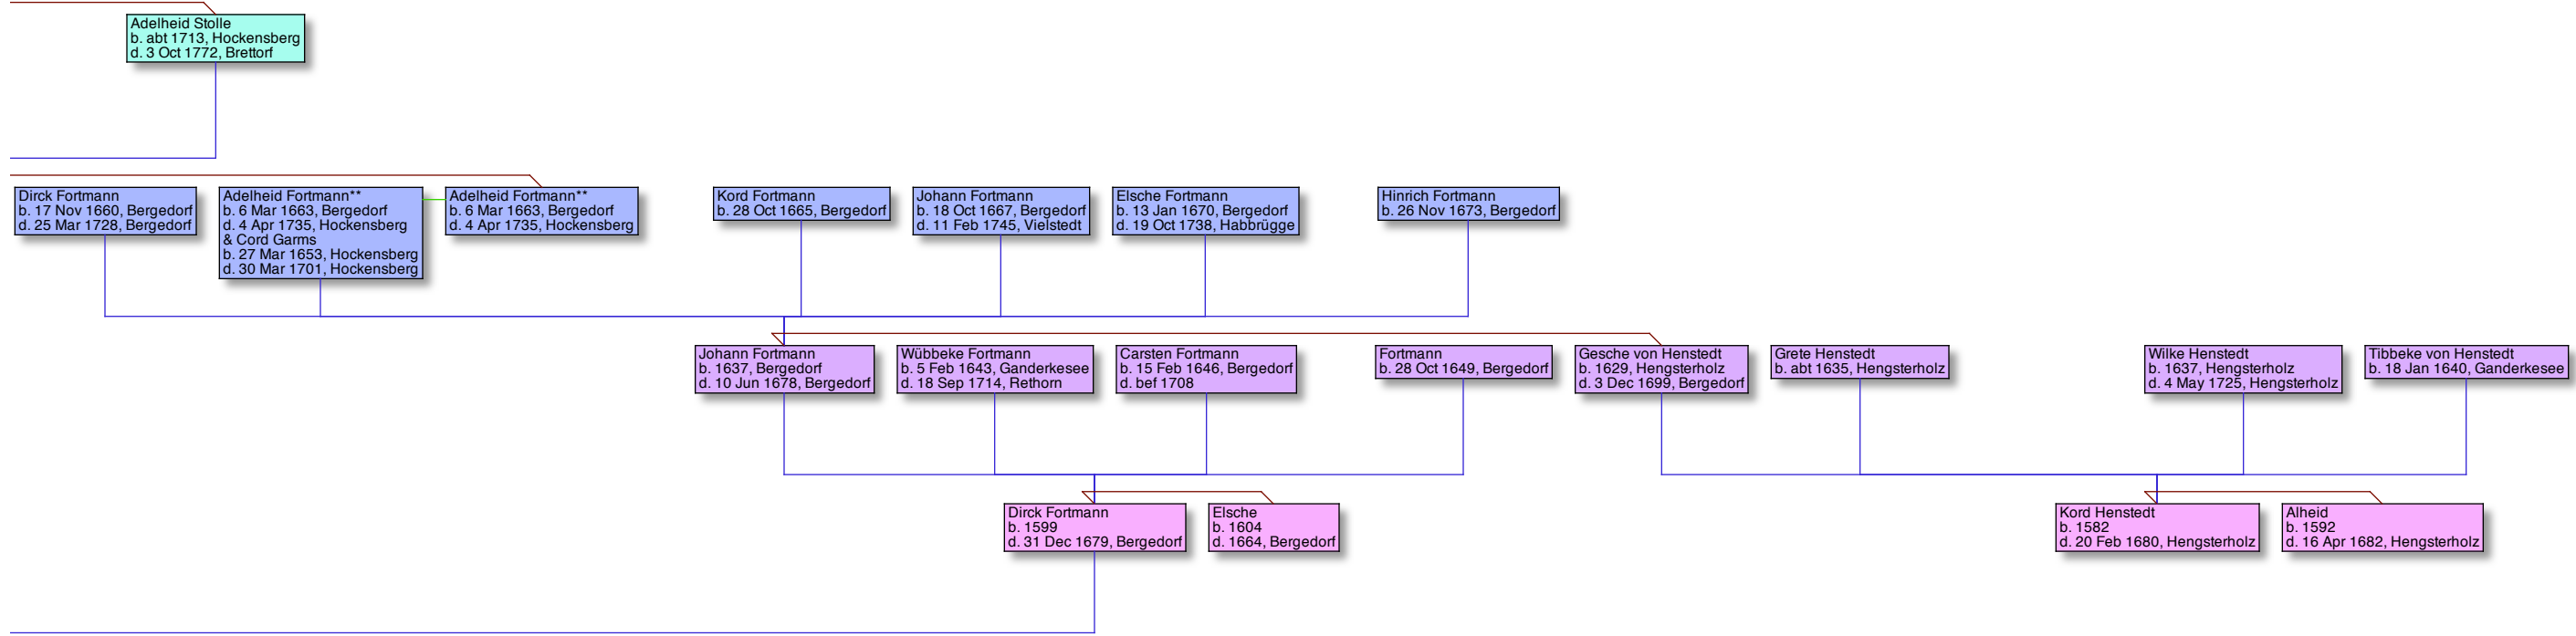 Adelheid Stolle
b. abt 1713, Hockensberg
d. 3 Oct 1772, Brettorf
Dirck Fortmann
b. 17 Nov 1660, Bergedorf
d. 25 Mar 1728, Bergedorf
Adelheid Fortmann**
b. 6 Mar 1663, Bergedorf
d. 4 Apr 1735, Hockensberg
& Cord Garms
b. 27 Mar 1653, Hockensberg
d. 30 Mar 1701, Hockensberg
Adelheid Fortmann**
b. 6 Mar 1663, Bergedorf
d. 4 Apr 1735, Hockensberg
Kord Fortmann
b. 28 Oct 1665, Bergedorf
Johann Fortmann
b. 18 Oct 1667, Bergedorf
d. 11 Feb 1745, Vielstedt
Elsche Fortmann
b. 13 Jan 1670, Bergedorf
d. 19 Oct 1738, Habbrügge
Hinrich Fortmann
b. 26 Nov 1673, Bergedorf
Johann Fortmann
b. 1637, Bergedorf
d. 10 Jun 1678, Bergedorf
Wübbeke Fortmann
b. 5 Feb 1643, Ganderkesee
d. 18 Sep 1714, Rethorn
Carsten Fortmann
b. 15 Feb 1646, Bergedorf
d. bef 1708
Fortmann
b. 28 Oct 1649, Bergedorf
Gesche von Henstedt
b. 1629, Hengsterholz
d. 3 Dec 1699, Bergedorf
Grete Henstedt
b. abt 1635, Hengsterholz
Wilke Henstedt
b. 1637, Hengsterholz
d. 4 May 1725, Hengsterholz
Tibbeke von Henstedt
b. 18 Jan 1640, Ganderkesee
Dirck Fortmann
b. 1599
d. 31 Dec 1679, Bergedorf
Elsche
b. 1604
d. 1664, Bergedorf
Kord Henstedt
b. 1582
d. 20 Feb 1680, Hengsterholz
Alheid
b. 1592
d. 16 Apr 1682, Hengsterholz